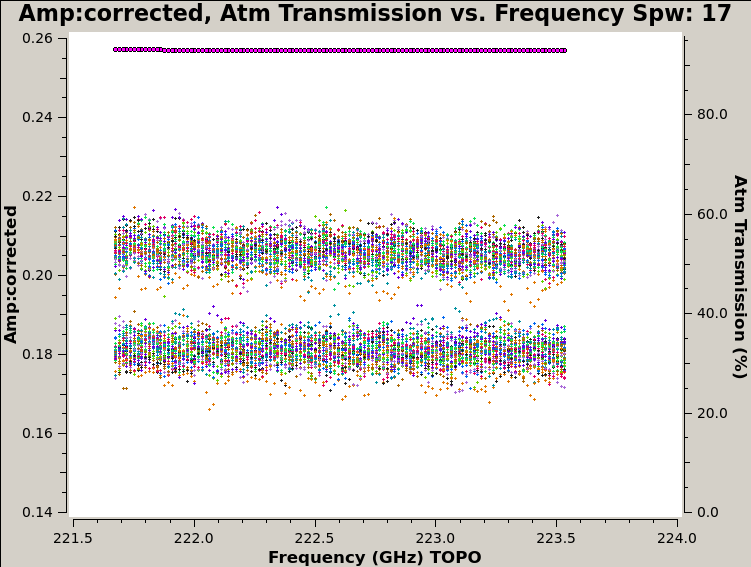 Amp:corrected, Atm Transmission vs. Frequency Spw: 17
0.26
0.24
0.22
0.20
0.18
0.16
0.14
Amp:corrected
80.0
60.0
40.0
20.0
0.0
Atm Transmission (%)
221.5 222.0 222.5 223.0 223.5 224.0
Frequency (GHz) TOPO